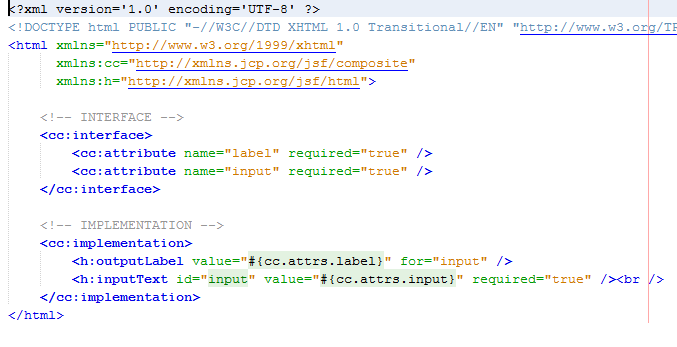 <?xml version='1.0' encoding='UTF-8' ?>
<!DOCTYPE html PUBLIC "-//W3C//DTD XHTML 1.0 Transitional//EN" "http://www.w3.org/TR
<html xmlns="http://www.w3.org/1999/xhtml"
xmlns:cc="http://xmlns.jcp.org/jsf/composite"
xmlns:h="http://xmlns.jcp.org/jsf/html">
<!-- INTERFACE -->
<cc:interface>
<cc:attribute name="label" required="true" />
<cc:attribute name="input" required="true" />
</cc:interface>
<!-- IMPLEMENTATION -->
<cc:implementation>
<h:outputLabel value="#{cc.attrs.label}" for="input" />
<h:inputText id="input" value="#{cc.attrs.input}" required="true" /><br />
</cc:implementation>
</html>